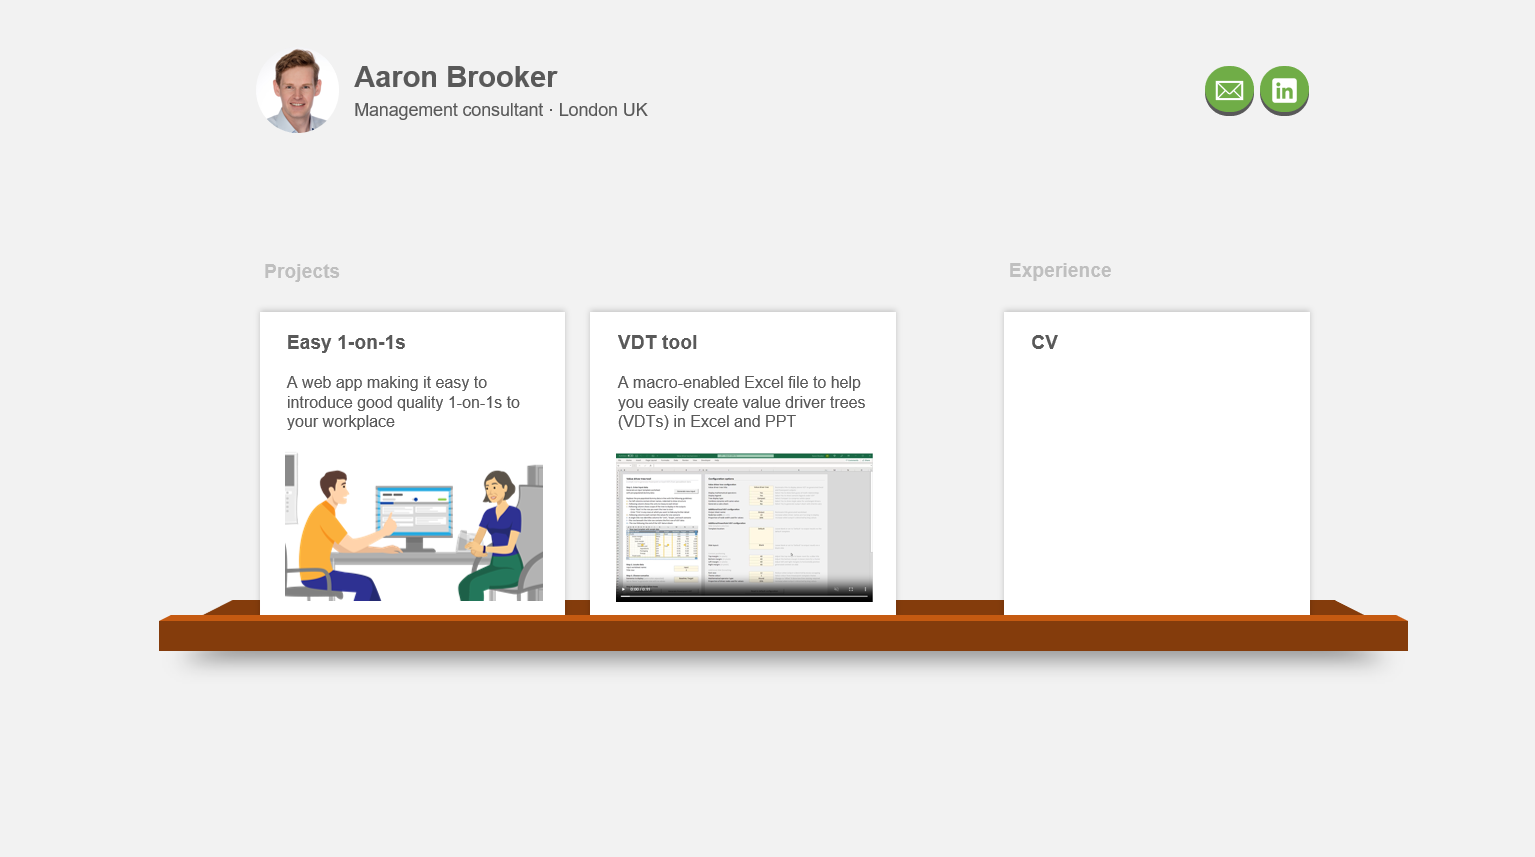 Aaron Brooker
Management consultant · London UK
in
Projects
Experience
Easy 1-on-1s
A web app making it easy to
introduce good quality 1-on-1s to
your workplace
VDT tool
A macro-enabled Excel file to help
you easily create value driver trees
(VDTs) in Excel and PPT
CV